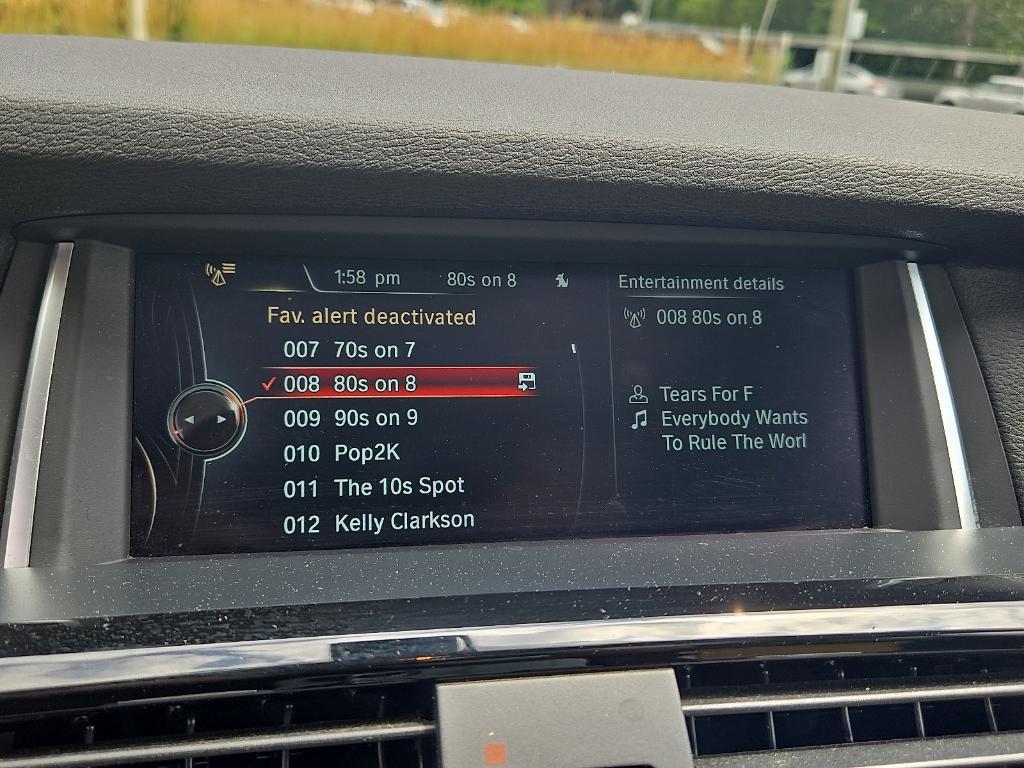 1:58 pm 80s on 8
Fav. alert deactivated
007 70s on 7
008 80s on 8
009 90s on 9
010 Pop2K
011 The 10s Spot
012 Kelly Clarkson
Entertainment details
008 80s on 8
Tears For F
Everybody Wants
To Rule The Worl